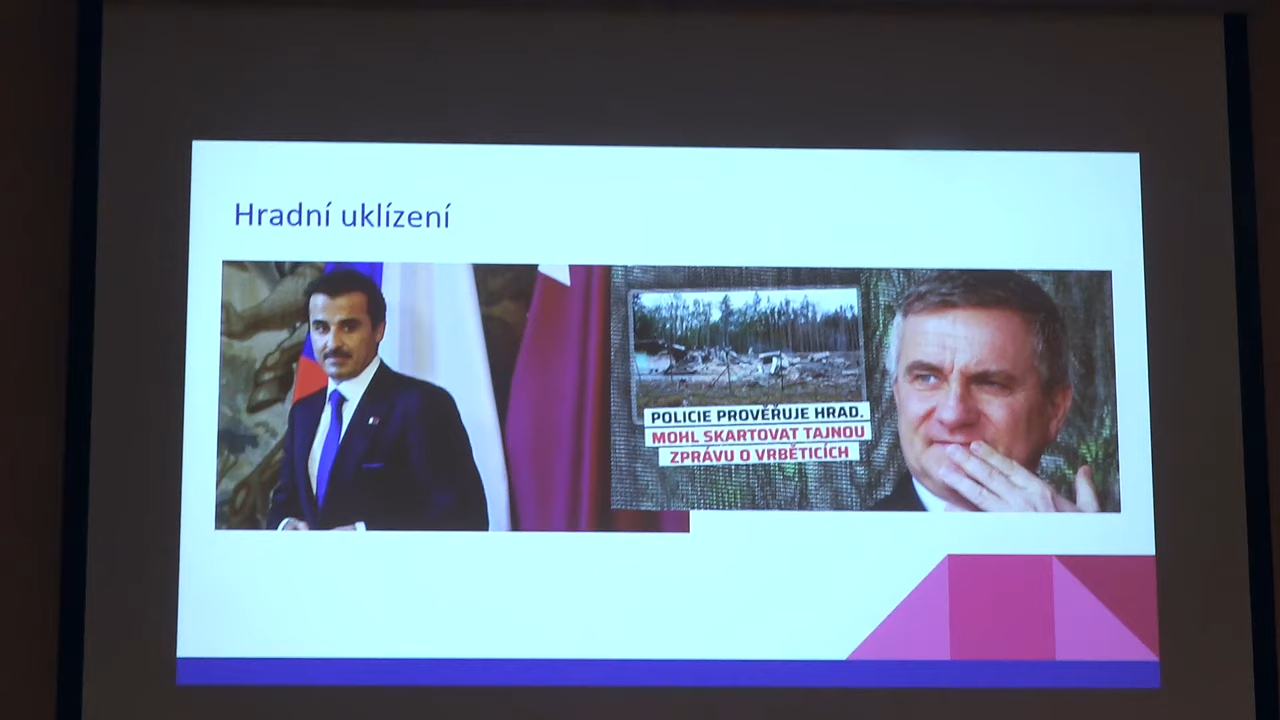 Hradní uklízení
POLICIE PROVĚŘUJE HRAD.
MOHL SKARTOVAT TAJNOU
ZPRÁVU O VRBĚTICÍCH